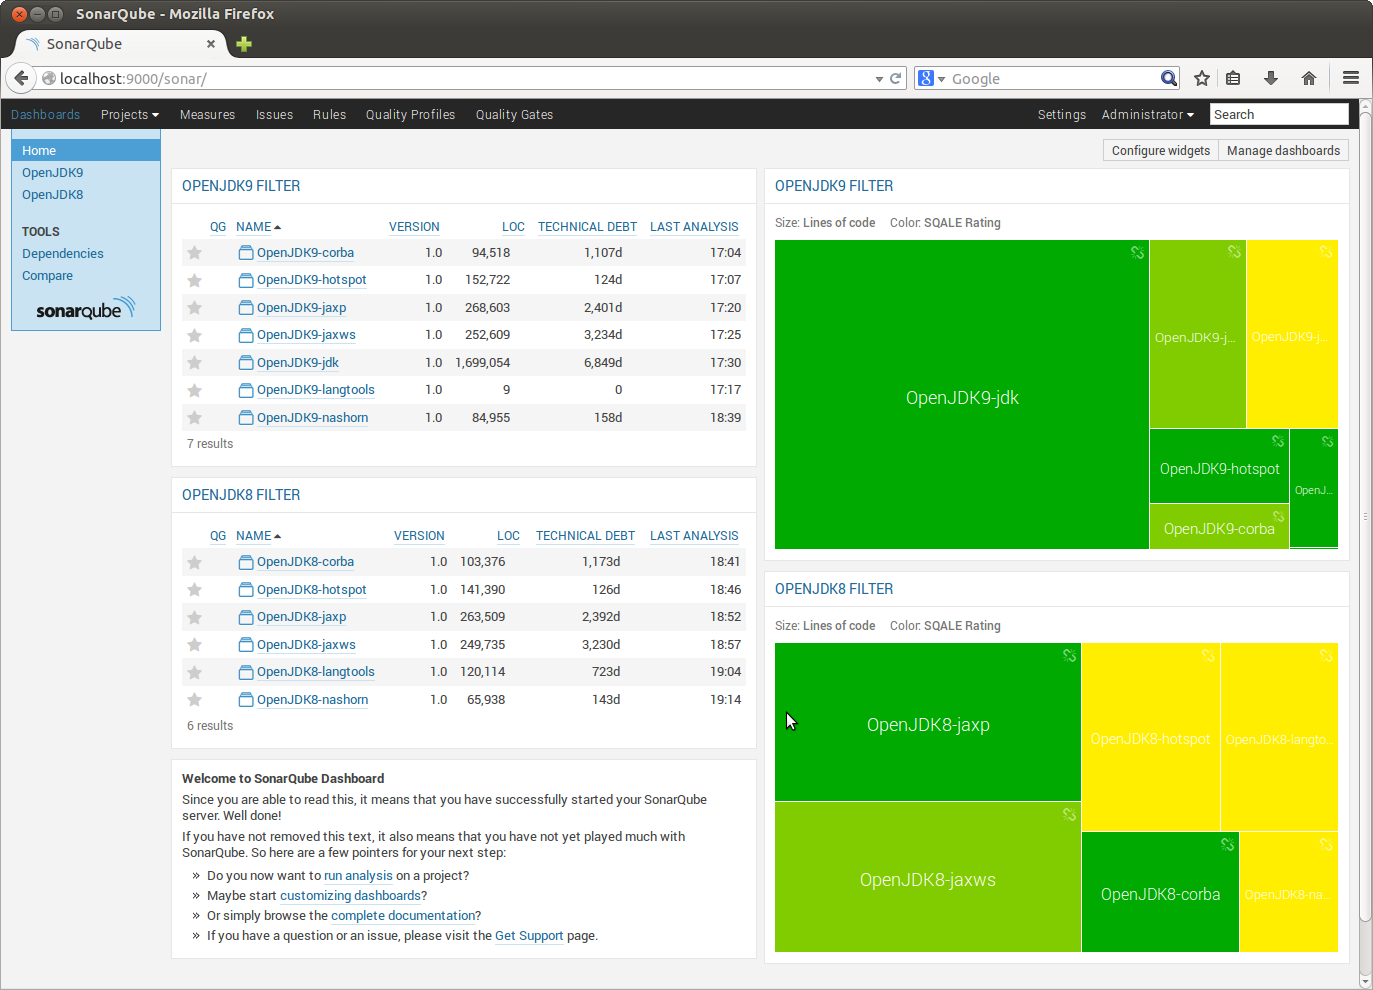 SonarQube - Mozilla Firefox
SonarQube
localhost:9000/sonar/
Google
Dashboards Projects Measures Issues Rules Quality Profiles Quality Gates Settings Administrator Search
Home
OpenJDK9
OpenJDK8
TOOLS
Dependencies
Compare
sonarqube
Configure widgets Manage dashboards
OPENJDK9 FILTER
QG NAME VERSION LOC TECHNICAL DEBT LAST ANALYSIS
OpenJDK9-corba 1.0 94,518 1,107d 17:04
OpenJDK9-hotspot 1.0 152,722 124d 17:07
OpenJDK9-jaxp 1.0 268,603 2,401d 17:20
OpenJDK9-jaxws 1.0 252,609 3,234d 17:25
OpenJDK9-jdk 1.0 1,699,054 6,849d 17:30
OpenJDK9-langtools 1.0 9 0 17:17
OpenJDK9-nashorn 1.0 84,955 158d 18:39
7 results
OPENJDK8 FILTER
QG NAME VERSION LOC TECHNICAL DEBT LAST ANALYSIS
OpenJDK8-corba 1.0 103,376 1,173d 18:41
OpenJDK8-hotspot 1.0 141,390 126d 18:46
OpenJDK8-jaxp 1.0 263,509 2,392d 18:52
OpenJDK8-jaxws 1.0 249,735 3,230d 18:57
OpenJDK8-langtools 1.0 120,114 723d 19:04
OpenJDK8-nashorn 1.0 65,938 143d 19:14
6 results
Welcome to SonarQube Dashboard
Since you are able to read this, it means that you have successfully started your SonarQube
server. Well done!
If you have not removed this text, it also means that you have not yet played much with
SonarQube. So here are a few pointers for your next step:
» Do you now want to run analysis on a project?
» Maybe start customizing dashboards?
» Or simply browse the complete documentation?
» If you have a question or an issue, please visit the Get Support page.
OPENJDK9 FILTER
Size: Lines of code Color: SQALE Rating
OpenJDK9-jdk
OpenJDK9-j...
OpenJDK9-j...
OpenJDK9-hotspot
OpenJ...
OpenJDK9-corba
OPENJDK8 FILTER
Size: Lines of code Color: SQALE Rating
OpenJDK8-jaxp
OpenJDK8-hotspot
OpenJDK8-langto...
OpenJDK8-jaxws
OpenJDK8-corba
OpenJDK8-na...